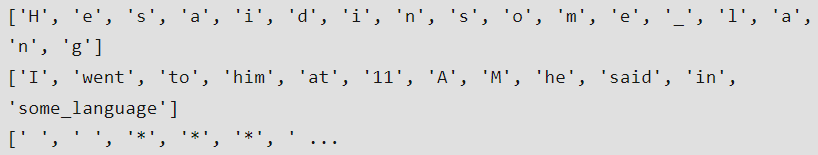 ['H', 'e', 's', 'a', 'i', 'd', 'i', 'n', 's', 'o', 'm', 'e', '_', 'l', 'a',
'n', 'g']
['I', 'went', 'to', 'him', 'at', '11', 'A', 'M', 'he', 'said', 'in',
'some_language']
[' ', ' ', '*', '*', '*', ' ...